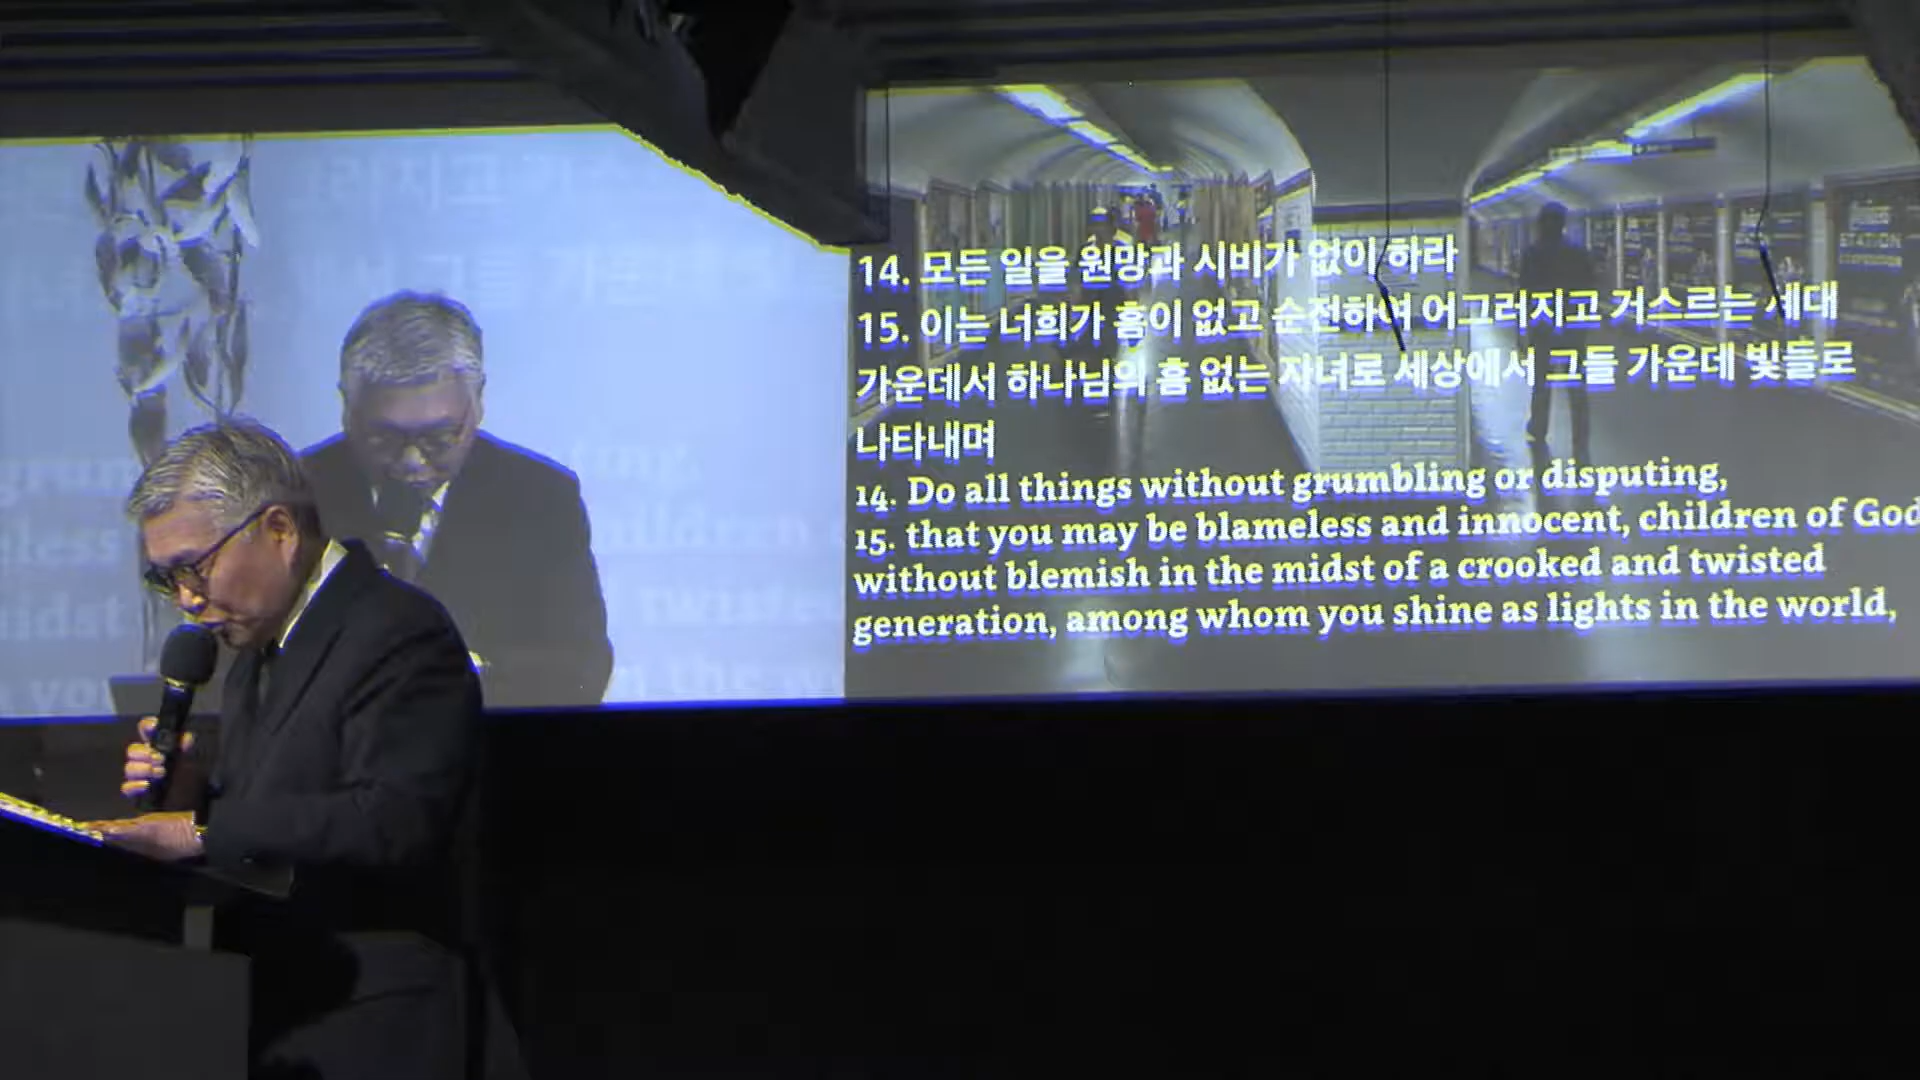 14. 모든 일을 원망과 시비가 없이 하라
15. 이는 너희가 흠이 없고 순전하여 어그러지고 거스르는 세대
가운데서 하나님의 흠 없는 자녀로 세상에서 그들 가운데 빛들로
나타내며
14. Do all things without grumbling or disputing,
15. that you may be blameless and innocent, children of God
without blemish in the midst of a crooked and twisted
generation, among whom you shine as lights in the world,
STATION